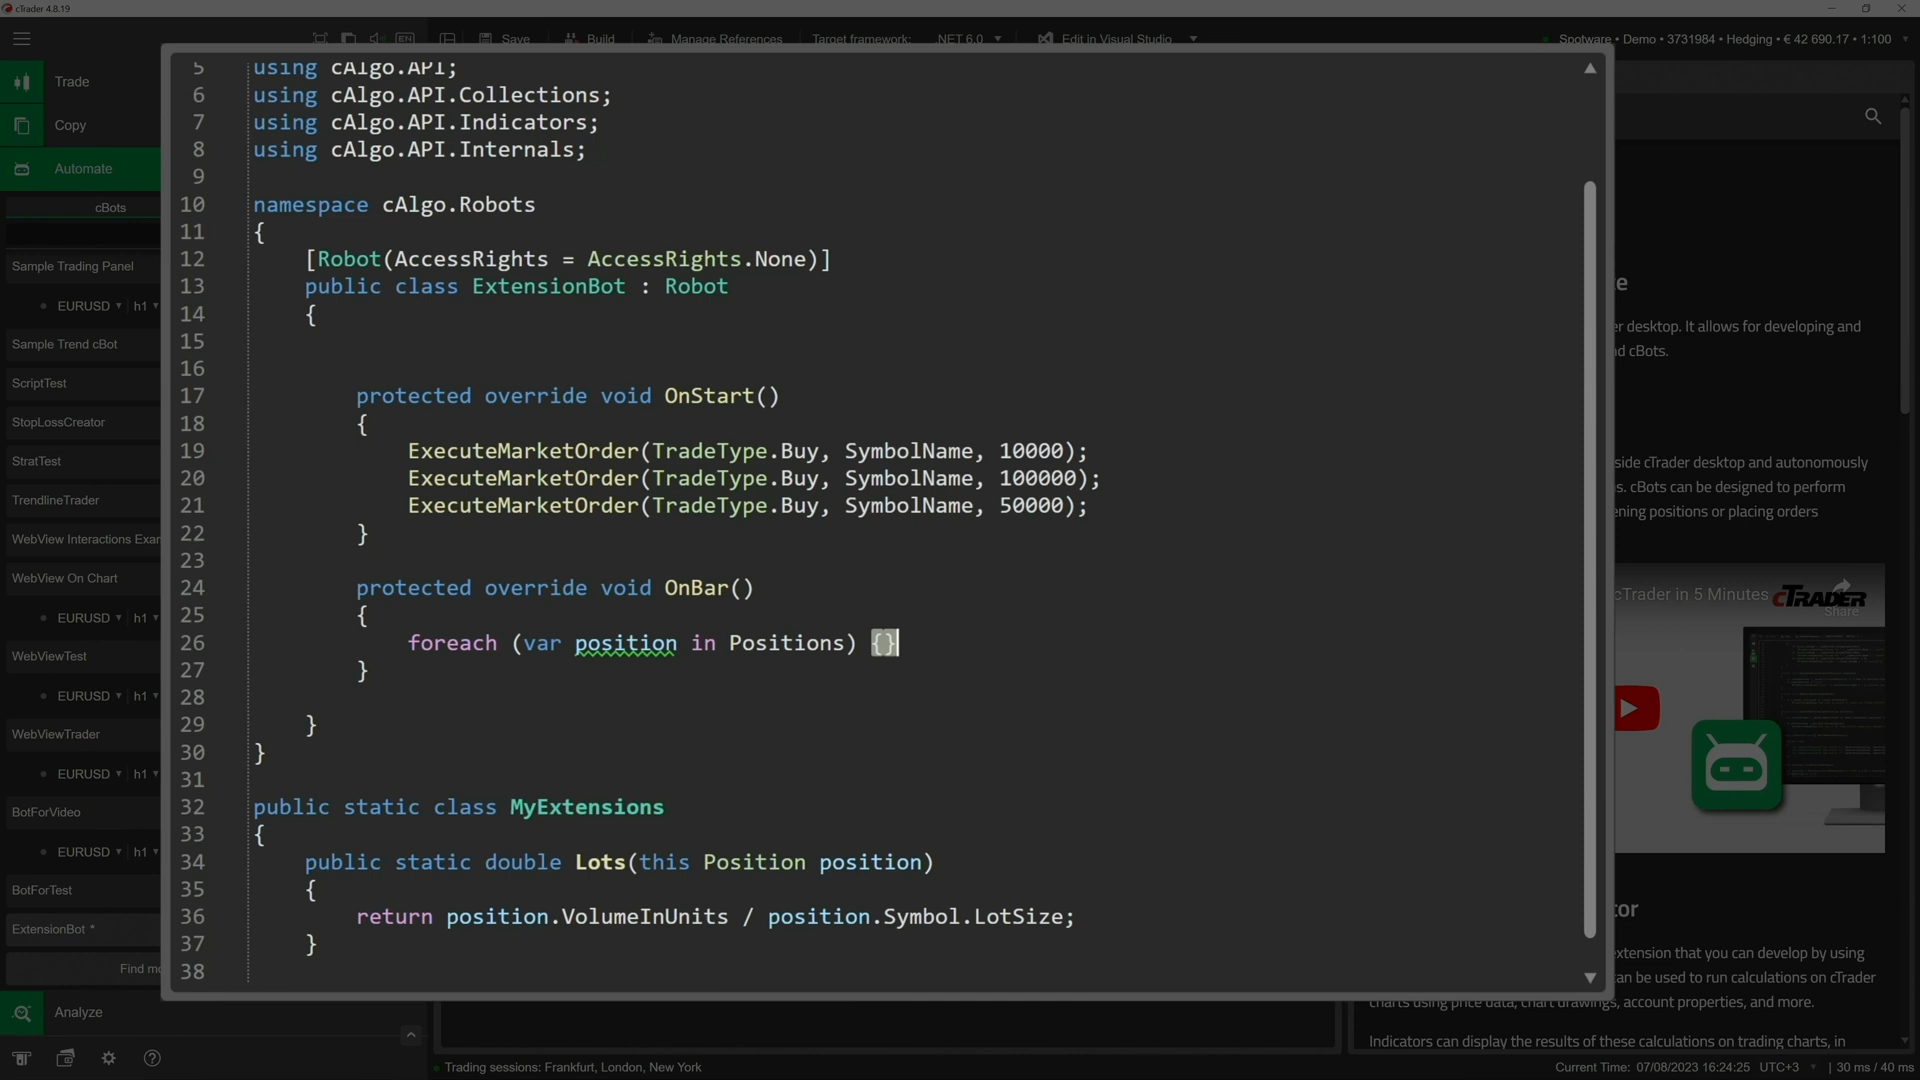 cTrader 4.8.19
EN
Save
Build
Manage References
Target framework:
.NET 6.0
Edit in Visual Studio
Spotware • Demo • 3731984 • Hedging • € 42 690.17 • 1:100
Trade
Copy
Automate
cBots
Sample Trading Panel
EURUSD h1
Sample Trend cBot
ScriptTest
StopLossCreator
StratTest
TrendlineTrader
WebView Interactions Exar
WebView On Chart
EURUSD h1
WebViewTest
EURUSD h1
WebViewTrader
EURUSD h1
BotForVideo
EURUSD h1
BotForTest
ExtensionBot *
Find mo
Analyze
5 using cAlgo.API;
6 using cAlgo.API.Collections;
7 using cAlgo.API.Indicators;
8 using cAlgo.API.Internals;
9
10 namespace cAlgo.Robots
11 {
12 [Robot(AccessRights = AccessRights.None)]
13 public class ExtensionBot : Robot
14 {
15
16
17 protected override void OnStart()
18 {
19 ExecuteMarketOrder(TradeType.Buy, SymbolName, 10000);
20 ExecuteMarketOrder(TradeType.Buy, SymbolName, 100000);
21 ExecuteMarketOrder(TradeType.Buy, SymbolName, 50000);
22 }
23
24 protected override void OnBar()
25 {
26 foreach (var position in Positions) {}
27 }
28
29 }
30 }
31
32 public static class MyExtensions
33 {
34 public static double Lots(this Position position)
35 {
36 return position.VolumeInUnits / position.Symbol.LotSize;
37 }
38
e
r desktop. It allows for developing and
d cBots.
side cTrader desktop and autonomously
s. cBots can be designed to perform
ening positions or placing orders
cTrader in 5 Minutes
cTRADER
Share
tor
extension that you can develop by using
can be used to run calculations on cTrader
charts using price data, chart drawings, account properties, and more.
Indicators can display the results of these calculations on trading charts, in
Trading sessions: Frankfurt, London, New York
Current Time: 07/08/2023 16:24:25 UTC+3 | 30 ms / 40 ms